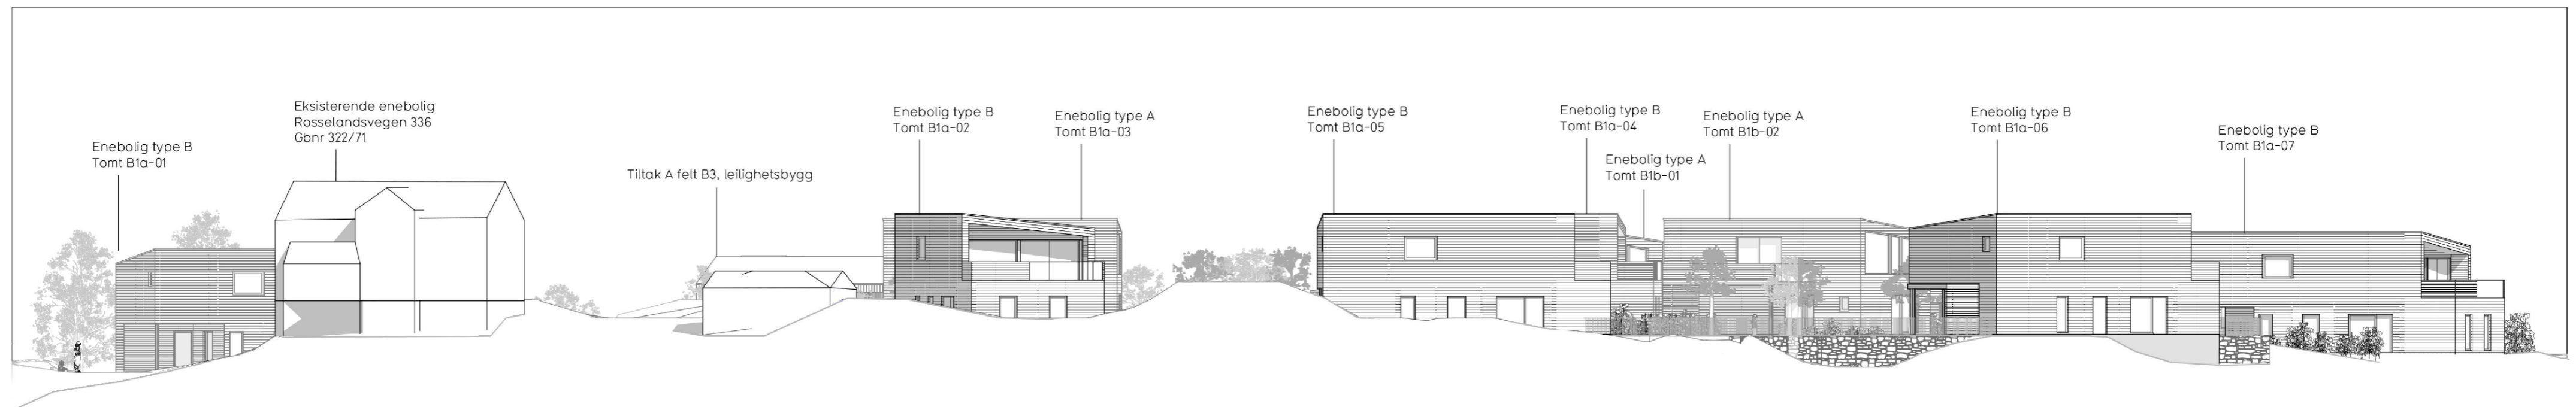 Enebolig type B
Tomt B1a-01
Eksisterende enebolig
Rosselandsvegen 336
Gbnr 322/71
Tiltak A felt B3, leilighetsbygg
Enebolig type B
Tomt B1a-02
Enebolig type A
Tomt B1a-03
Enebolig type B
Tomt B1a-05
Enebolig type B
Tomt B1a-04
Enebolig type A
Tomt B1b-01
Enebolig type A
Tomt B1b-02
Enebolig type B
Tomt B1a-06
Enebolig type B
Tomt B1a-07